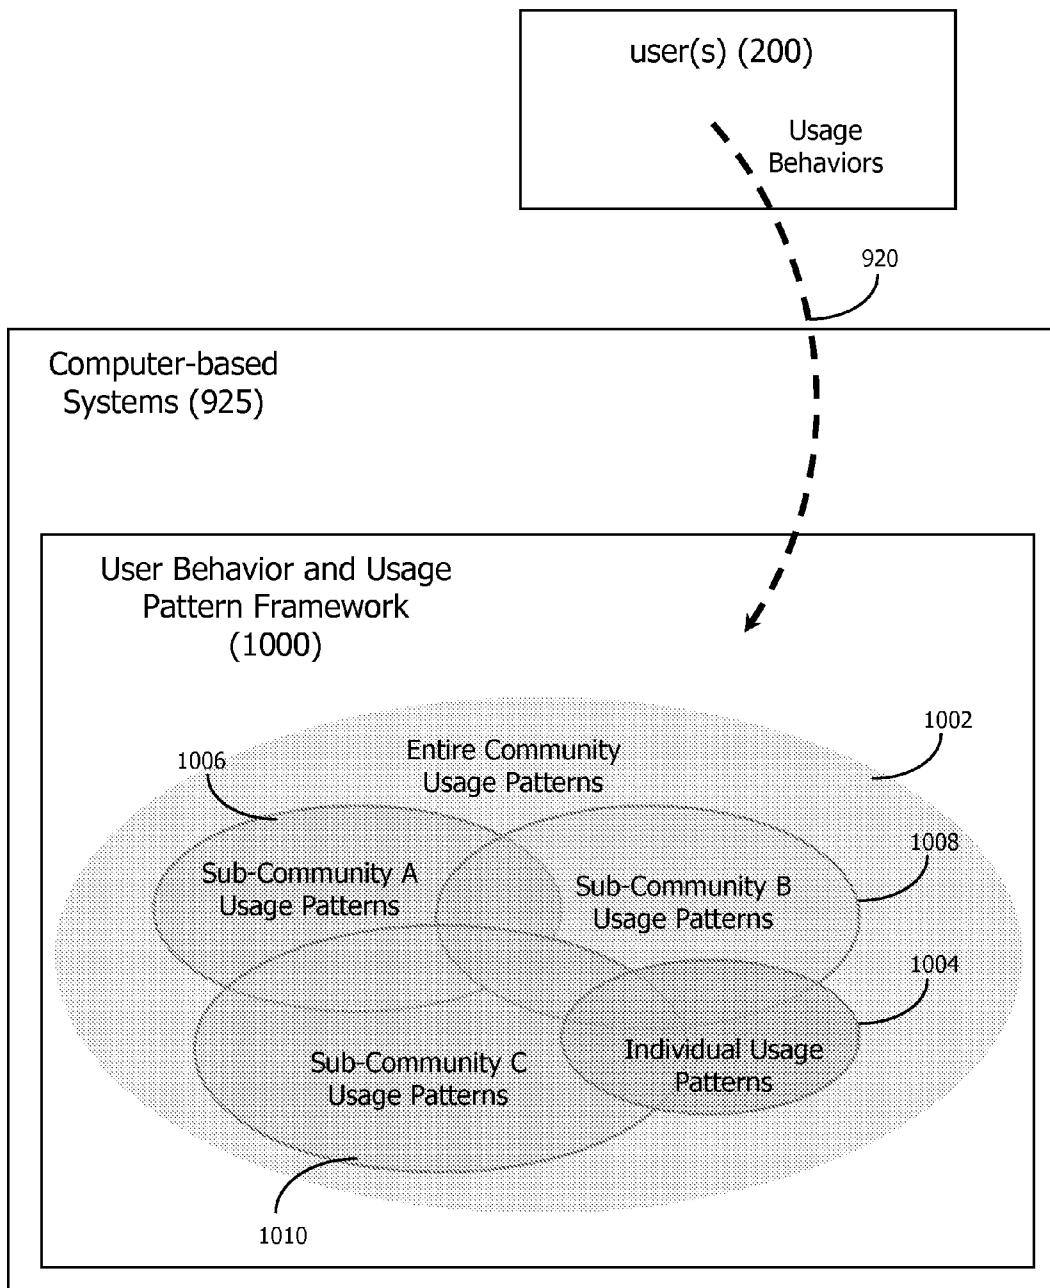 user(s) (200)
Usage
Behaviors
920
Computer-based
Systems (925)
User Behavior and Usage
Pattern Framework
(1000)
1002
Entire Community
Usage Patterns
1006
1008
Sub-Community A
Usage Patterns
Sub-Community B
Usage Patterns
1004
Individual Usage
Patterns
Sub-Community C
Usage Patterns
1010